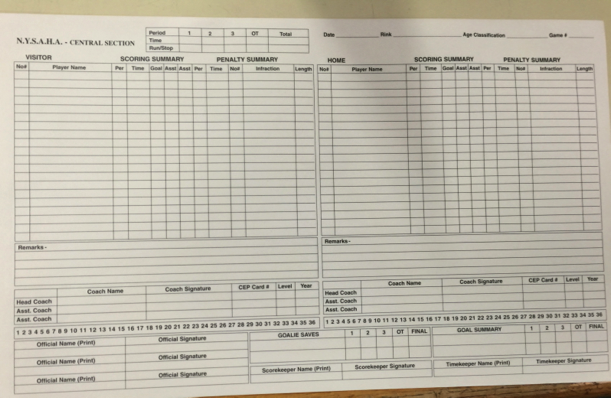 N.Y.S.A.H.A. - CENTRAL SECTION
Period 1 2 3 OT Total
Time
Run/Stop
Date Rink Age Classification Game #
VISITOR SCORING SUMMARY PENALTY SUMMARY
No# Player Name Per Time Goal Asst Asst Per Time No# Infraction Length
HOME SCORING SUMMARY PENALTY SUMMARY
No# Player Name Per Time Goal Asst Asst Per Time No# Infraction Length
Remarks -
Remarks -
Coach Name Coach Signature CEP Card # Level Year
Head Coach
Asst. Coach
Asst. Coach
Coach Name Coach Signature CEP Card # Level Year
Head Coach
Asst. Coach
Asst. Coach
1 2 3 4 5 6 7 8 9 10 11 12 13 14 15 16 17 18 19 20 21 22 23 24 25 26 27 28 29 30 31 32 33 34 35 36
1 2 3 4 5 6 7 8 9 10 11 12 13 14 15 16 17 18 19 20 21 22 23 24 25 26 27 28 29 30 31 32 33 34 35 36
Official Name (Print) Official Signature
Official Name (Print) Official Signature
Official Name (Print) Official Signature
GOALIE SAVES 1 2 3 OT FINAL
GOAL SUMMARY 1 2 3 OT FINAL
Scorekeeper Name (Print) Scorekeeper Signature Timekeeper Name (Print) Timekeeper Signature